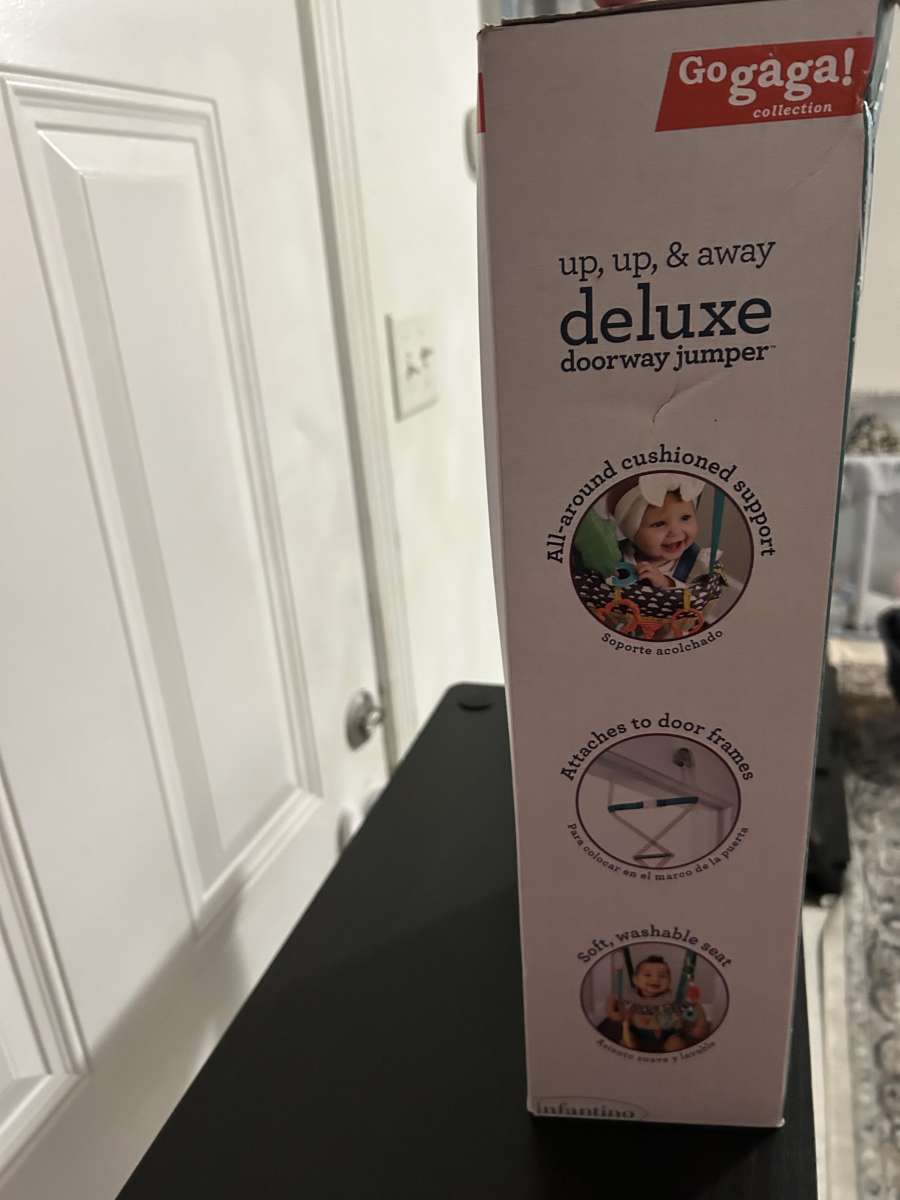 Go gaga!
collection
up, up, & away
deluxe
doorway jumper™
All-around cushioned support
Soporte acolchado
Attaches to door frames
Para colocar en el marco de la puerta
Soft, washable seat
Asiento suave y lavable
infantino